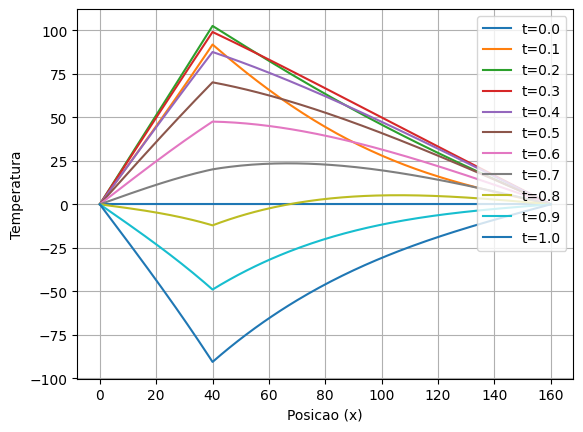 100
75
50
25
0
−25
−50
−75
−100
Temperatura
0 20 40 60 80 100 120 140 160
Posicao (x)
t=0.0
t=0.1
t=0.2
t=0.3
t=0.4
t=0.5
t=0.6
t=0.7
t=0.8
t=0.9
t=1.0